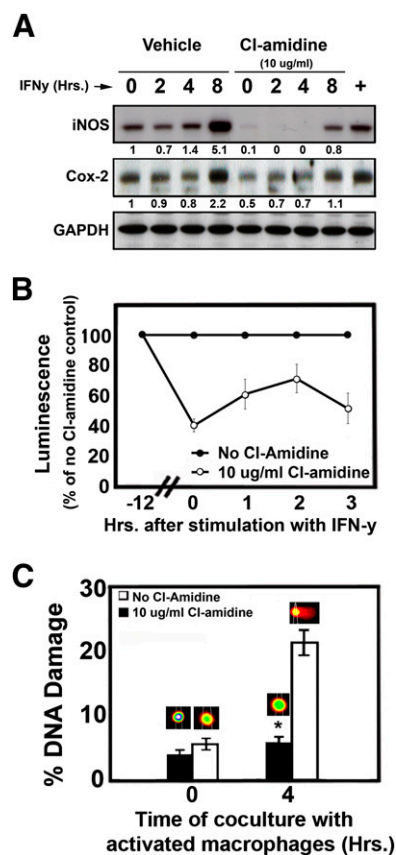 A
Vehicle Cl-amidine
(10 ug/ml)
IFNy (Hrs.) → 0 2 4 8 0 2 4 8 +
iNOS
1 0.7 1.4 5.1 0.1 0 0 0.8
Cox-2
1 0.9 0.8 2.2 0.5 0.7 0.7 1.1
GAPDH
B
Luminescence
(% of no Cl-amidine control)
100
80
60
40
20
0
No Cl-Amidine
10 ug/ml Cl-amidine
-12 0 1 2 3
Hrs. after stimulation with IFN-y
C
% DNA Damage
30
20
10
0
No Cl-Amidine
10 ug/ml Cl-amidine
*
0 4
Time of coculture with
activated macrophages (Hrs.)